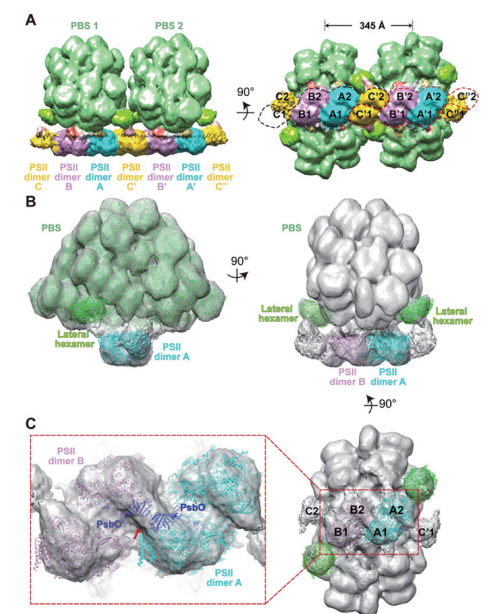 A
PBS 1
PBS 2
345 Å
90°
C2
C1
B2
B1
A2
A1
C'2
C'1
B'2
B'1
A'2
A'1
C"2
C"1
PSII dimer C
PSII dimer B
PSII dimer A
PSII dimer C'
PSII dimer B'
PSII dimer A'
PSII dimer C"
B
PBS
90°
PBS
Lateral
hexamer
PSII
dimer A
Lateral
hexamer
Lateral
hexamer
PSII
dimer B
PSII
dimer A
90°
C
PSII
dimer B
PsbO'
PsbO
PSII
dimer A
C2
B2
A2
B1
A1
C'1